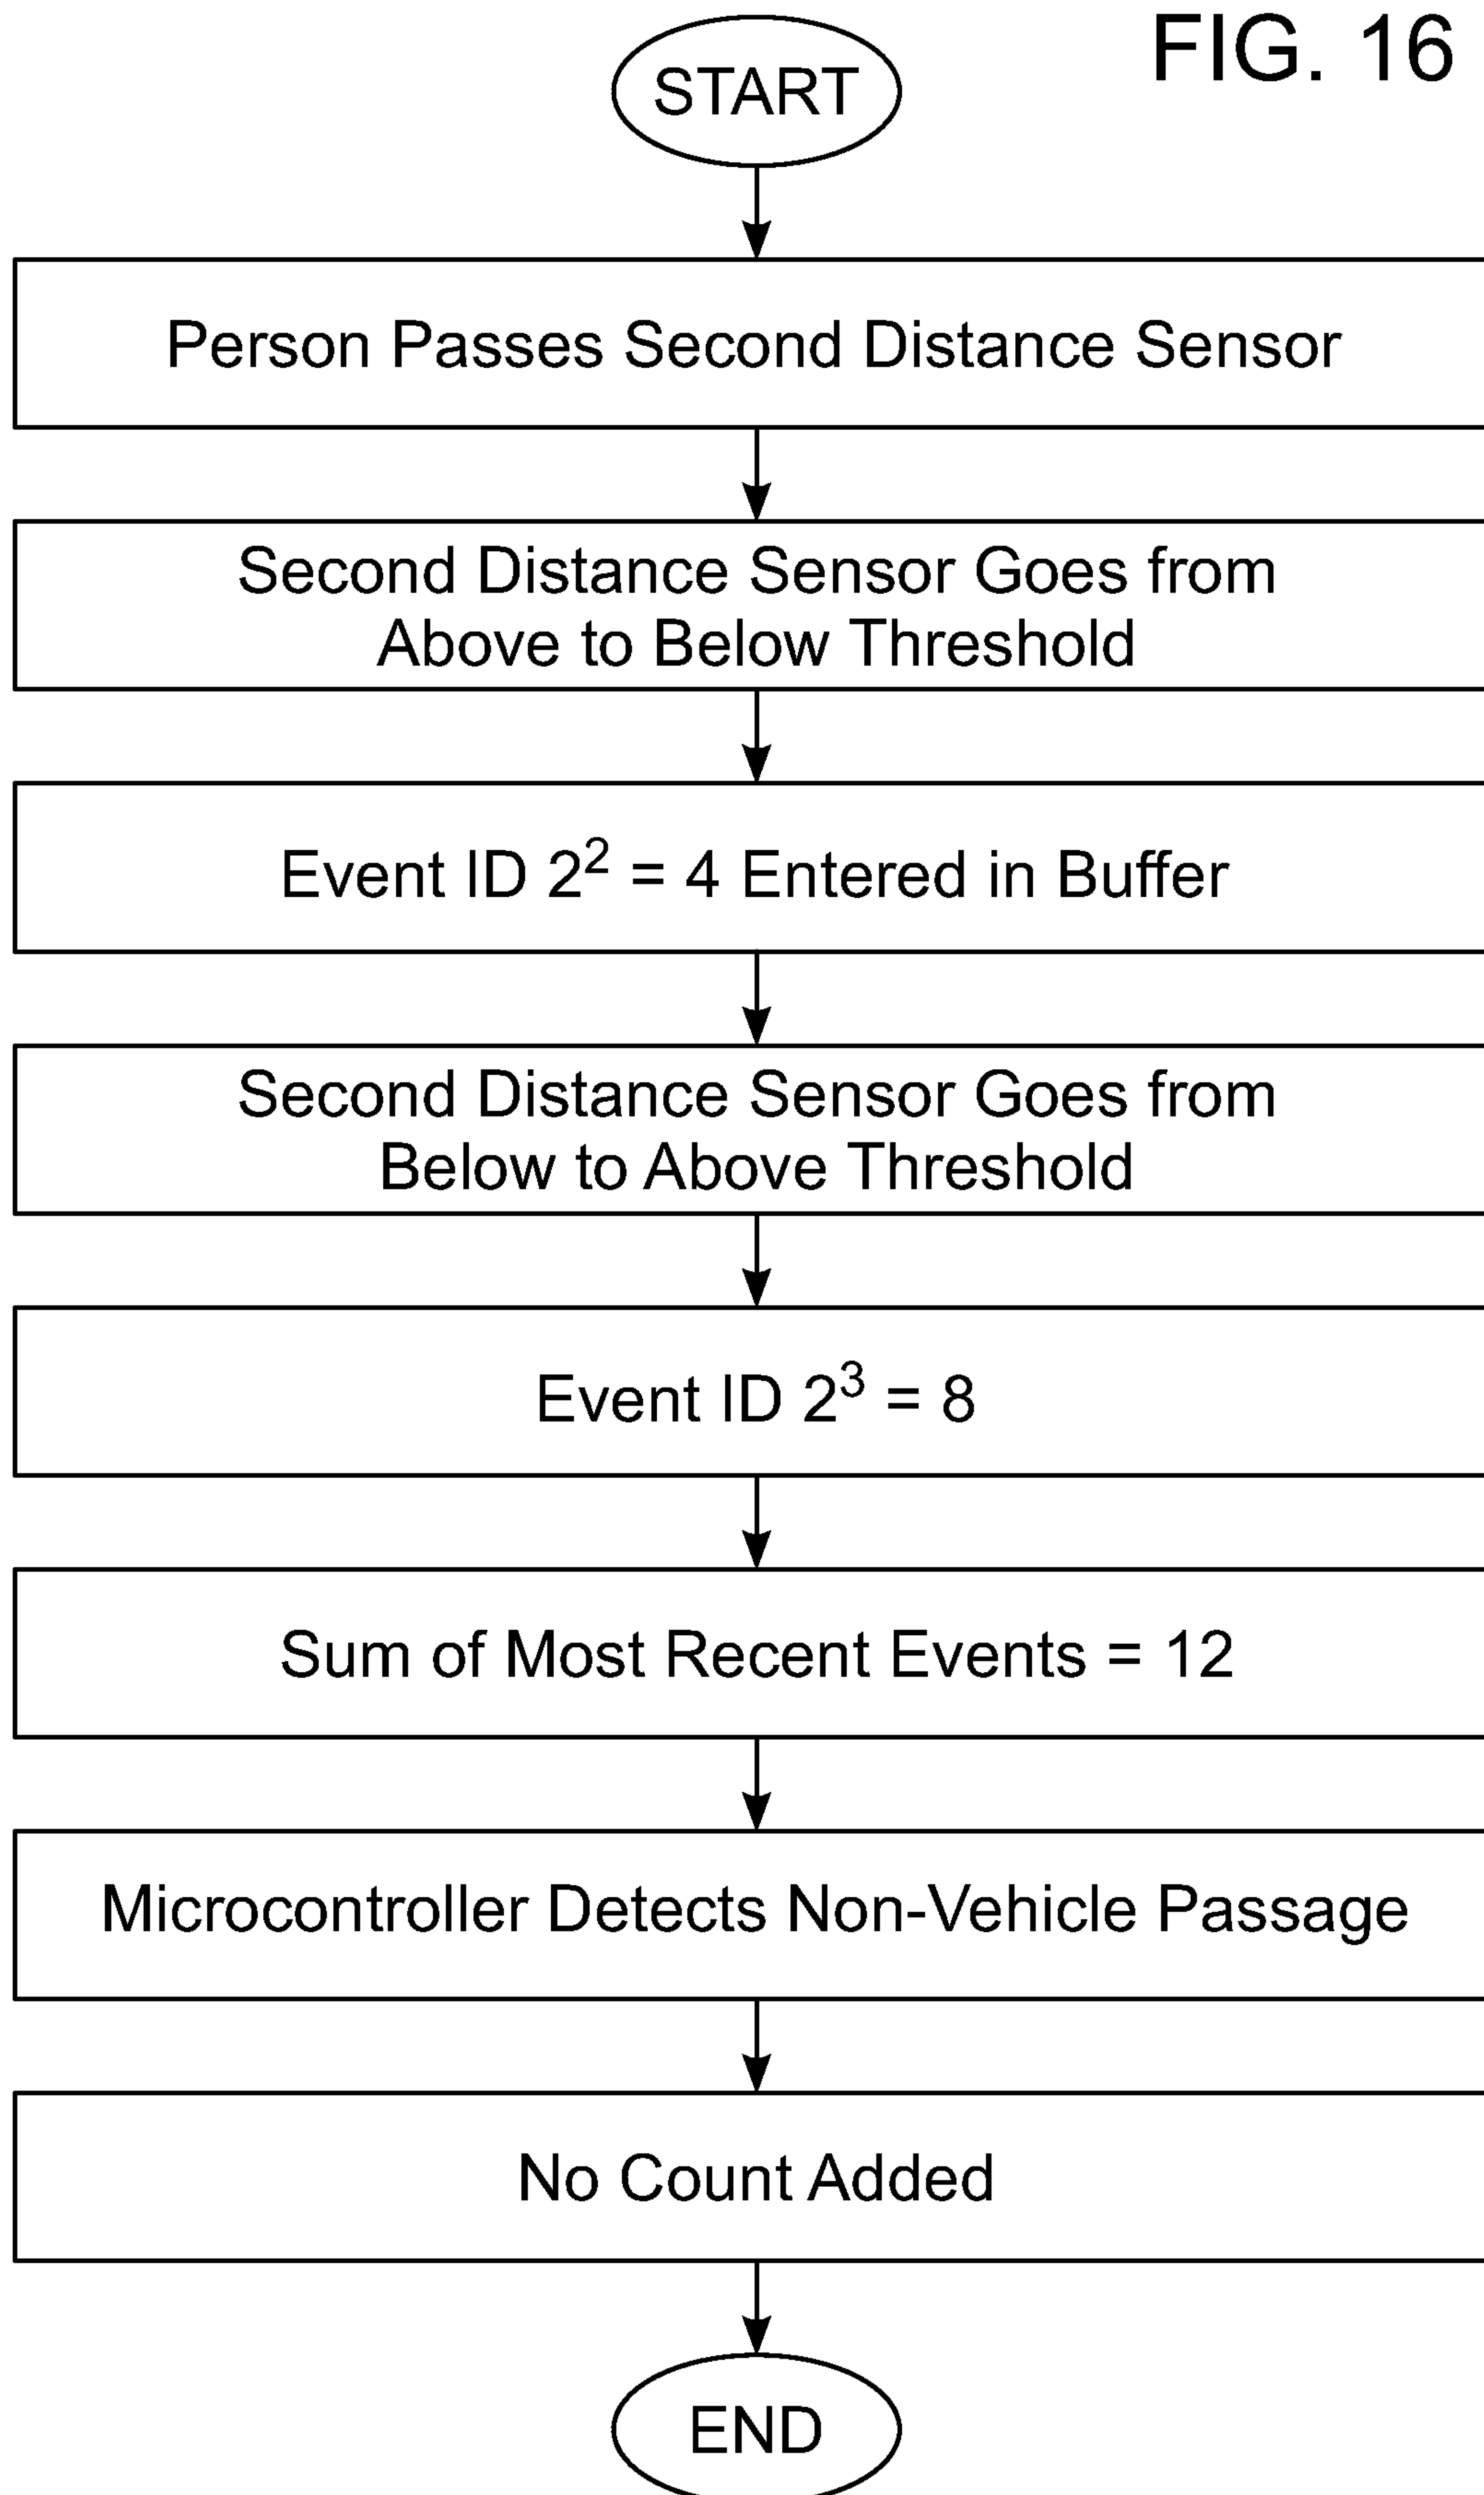 FIG. 16
START
Person Passes Second Distance Sensor
Second Distance Sensor Goes from
Above to Below Threshold
Event ID 2² = 4 Entered in Buffer
Second Distance Sensor Goes from
Below to Above Threshold
Event ID 2³ = 8
Sum of Most Recent Events = 12
Microcontroller Detects Non-Vehicle Passage
No Count Added
END